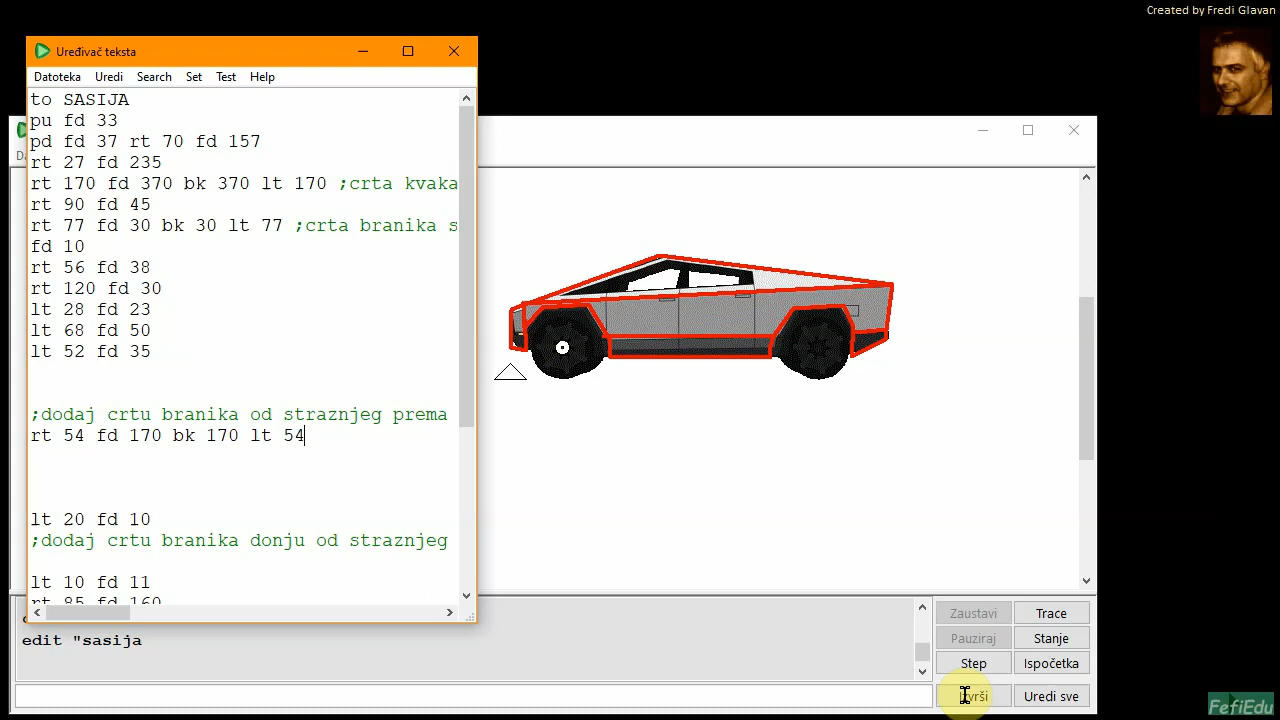 Created by Fredi Glavan
Uređivač teksta
Datoteka Uredi Search Set Test Help
to SASIJA
pu fd 33
pd fd 37 rt 70 fd 157
rt 27 fd 235
rt 170 fd 370 bk 370 lt 170 ;crta kvaka
rt 90 fd 45
rt 77 fd 30 bk 30 lt 77 ;crta branika s
fd 10
rt 56 fd 38
rt 120 fd 30
lt 28 fd 23
lt 68 fd 50
lt 52 fd 35
;dodaj crtu branika od straznjeg prema
rt 54 fd 170 bk 170 lt 54
lt 20 fd 10
;dodaj crtu branika donju od straznjeg
lt 10 fd 11
rt 85 fd 160
edit "sasija
Zaustavi Trace
Pauziraj Stanje
Step Ispočetka
Uredi sve
FefiEdu